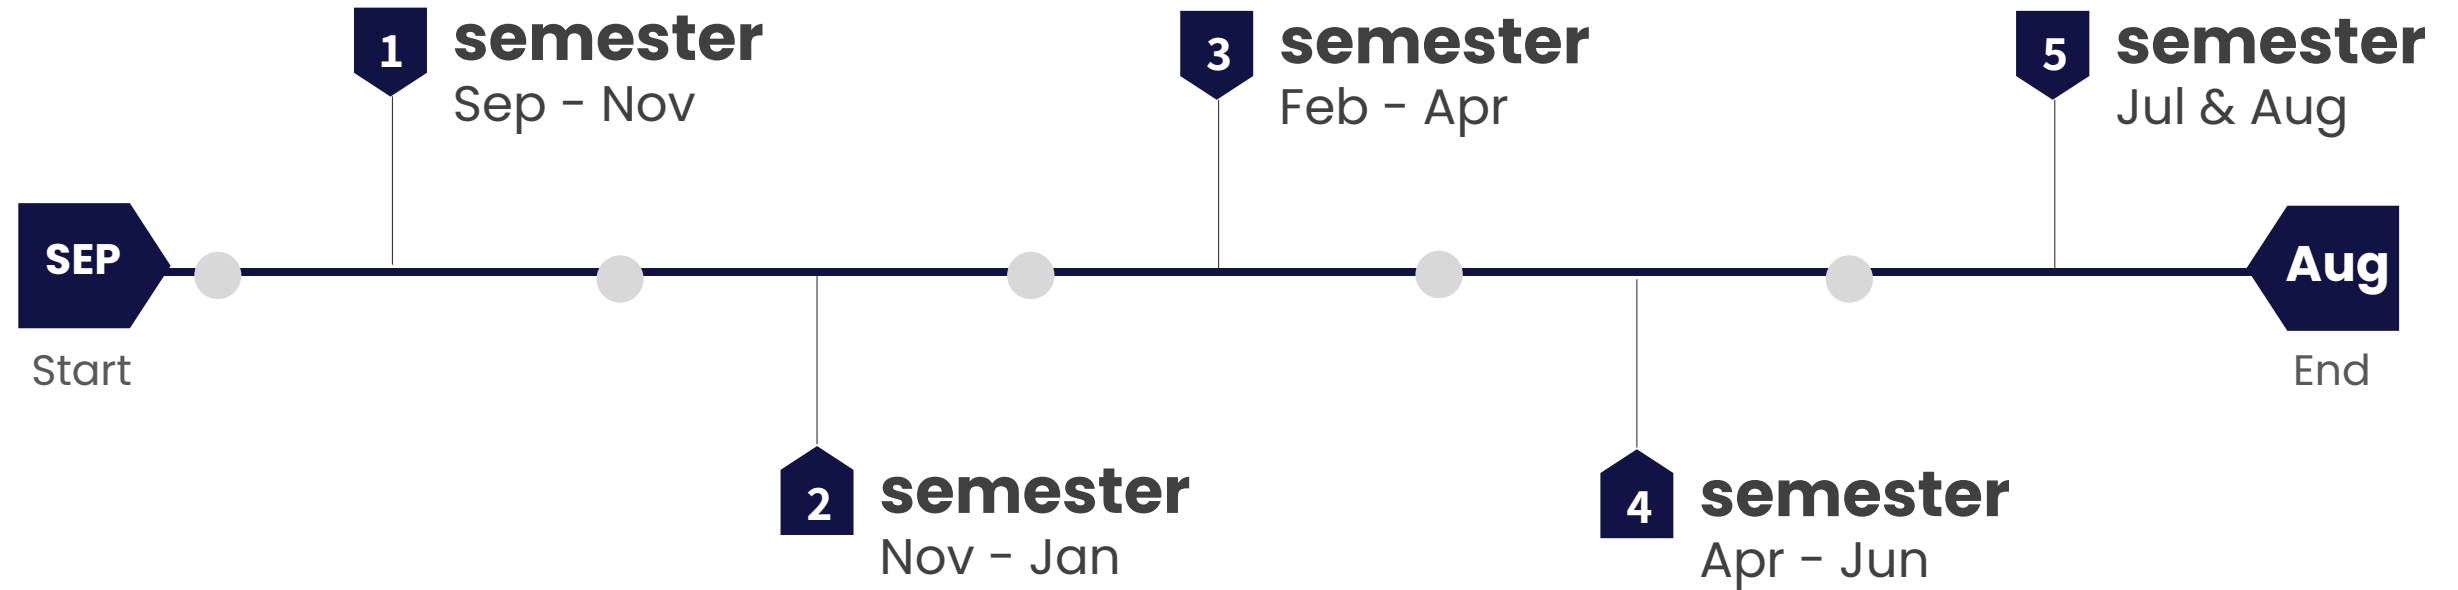 1
semester
Sep - Nov
3
semester
Feb - Apr
5
semester
Jul & Aug
SEP
Start
Aug
End
2
semester
Nov - Jan
4
semester
Apr - Jun